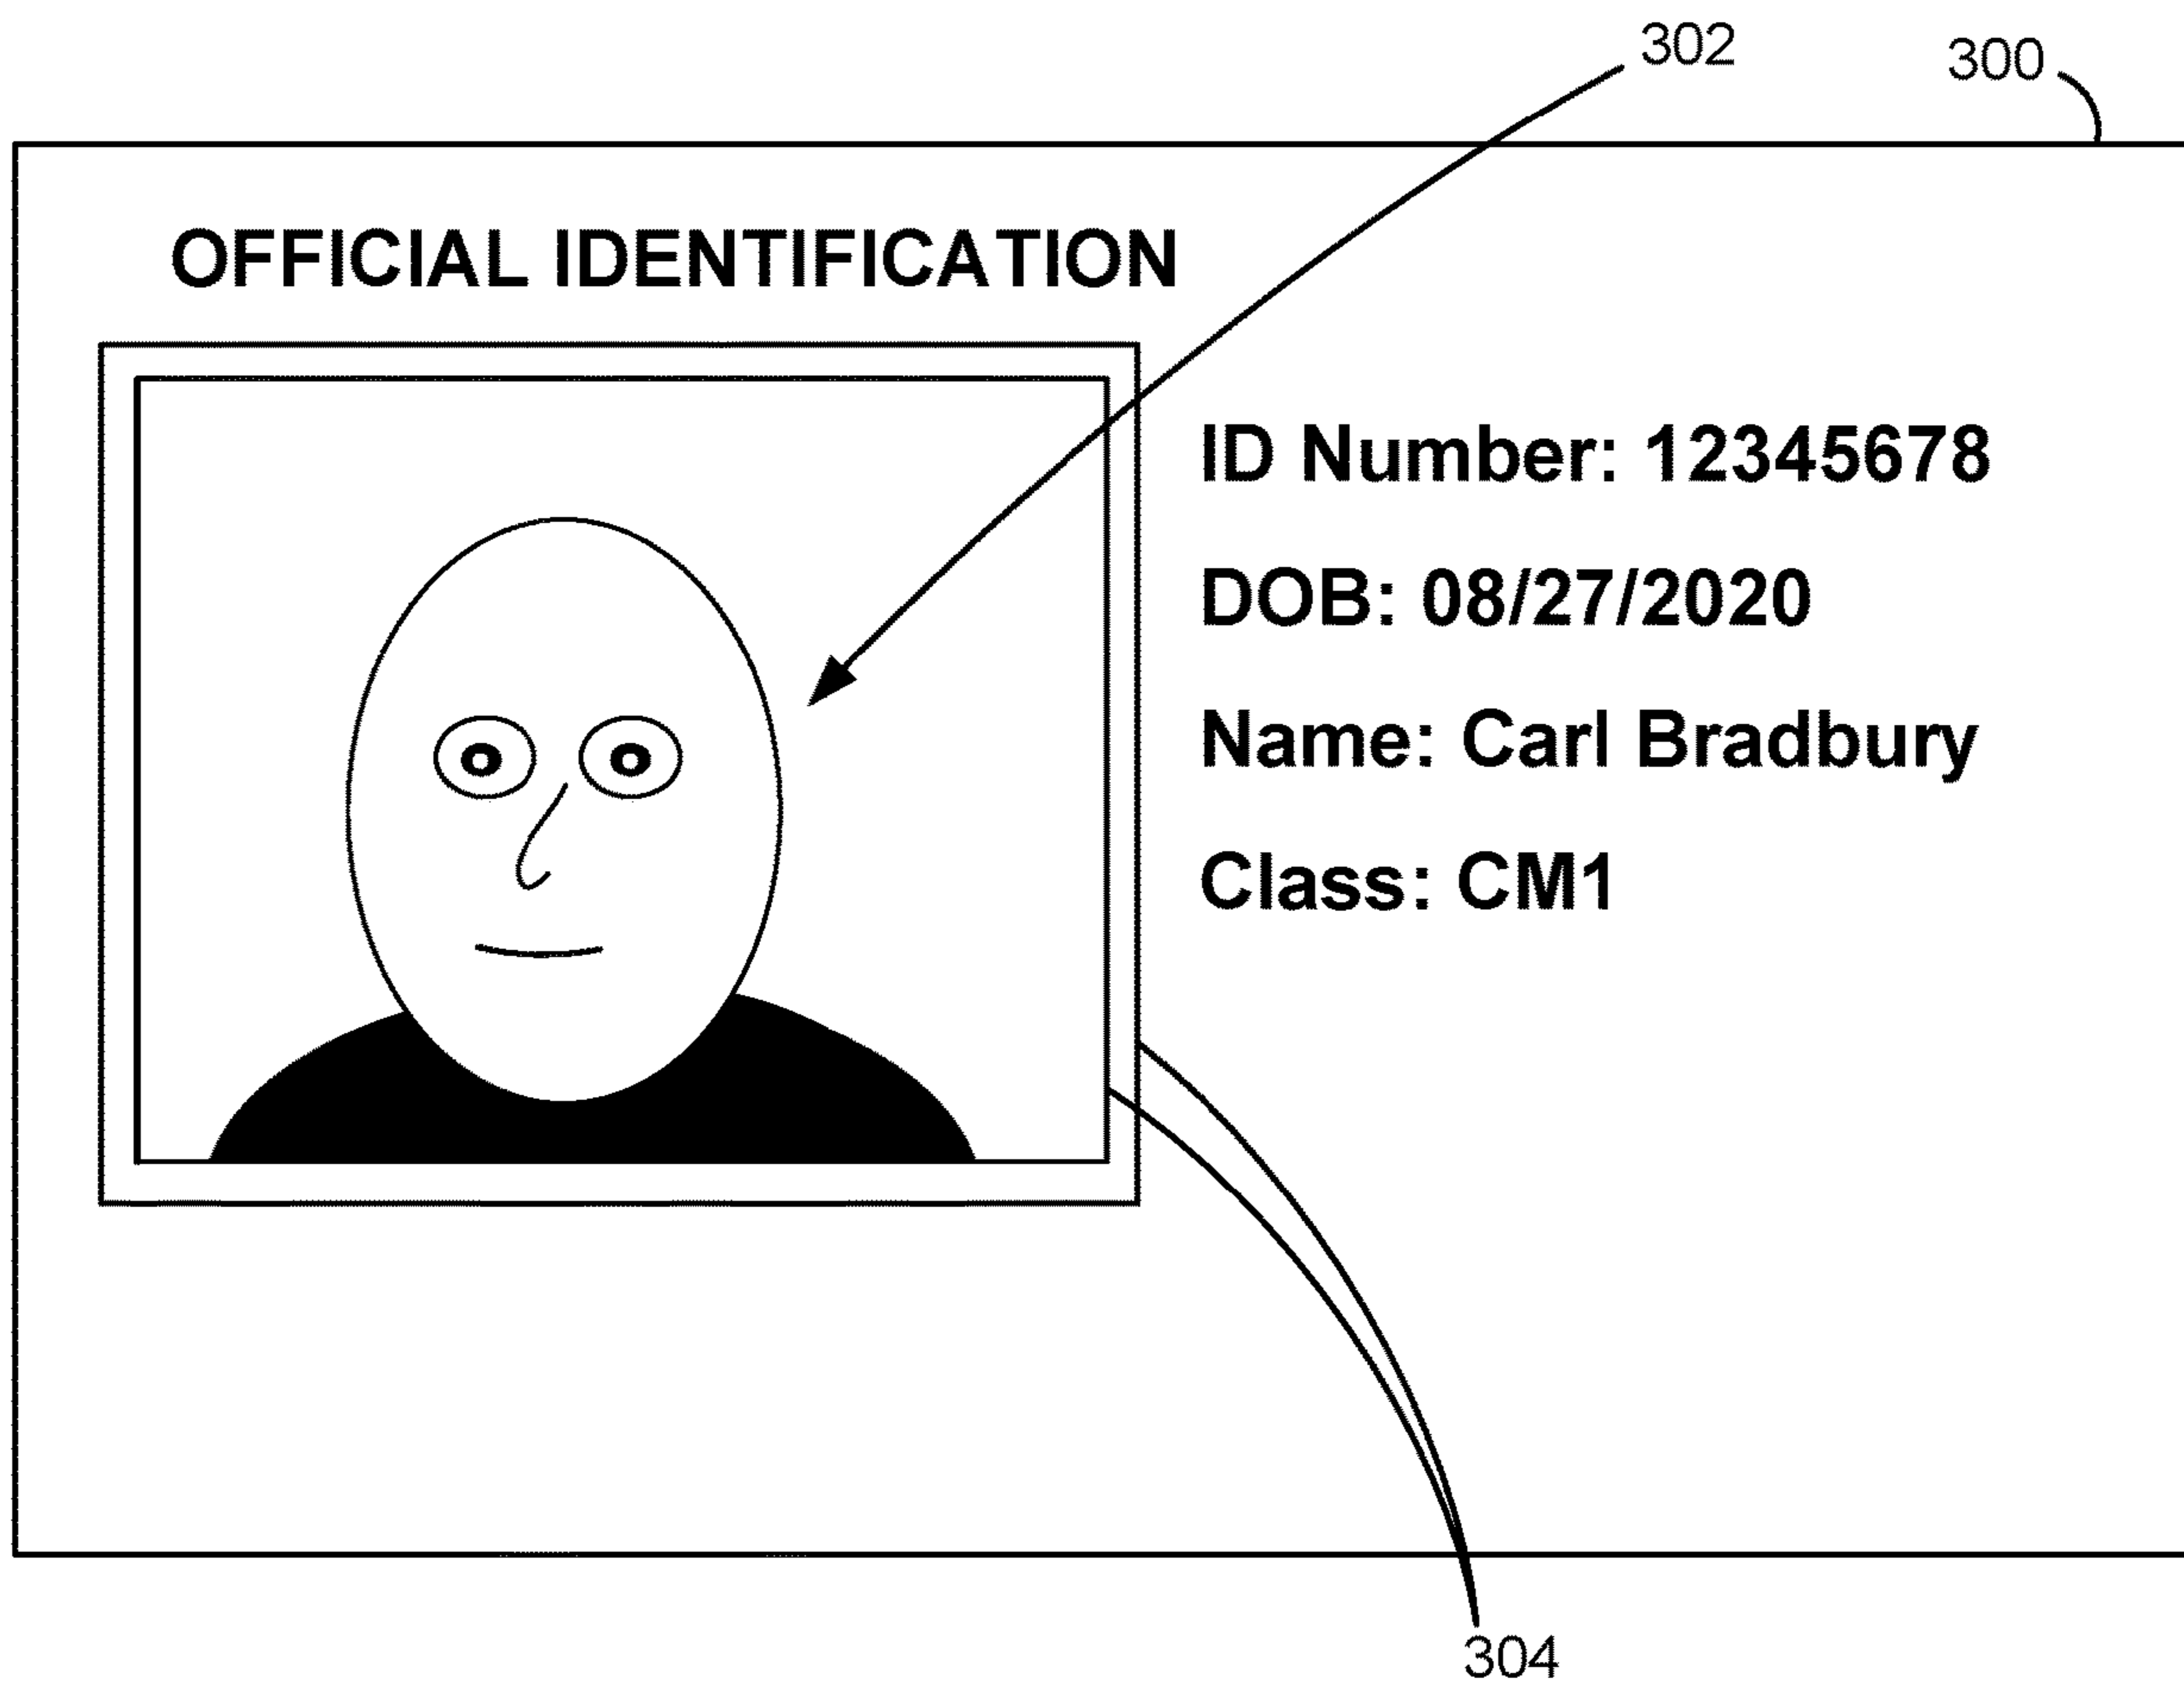 302
300
OFFICIAL IDENTIFICATION
ID Number: 12345678
DOB: 08/27/2020
Name: Carl Bradbury
Class: CM1
304